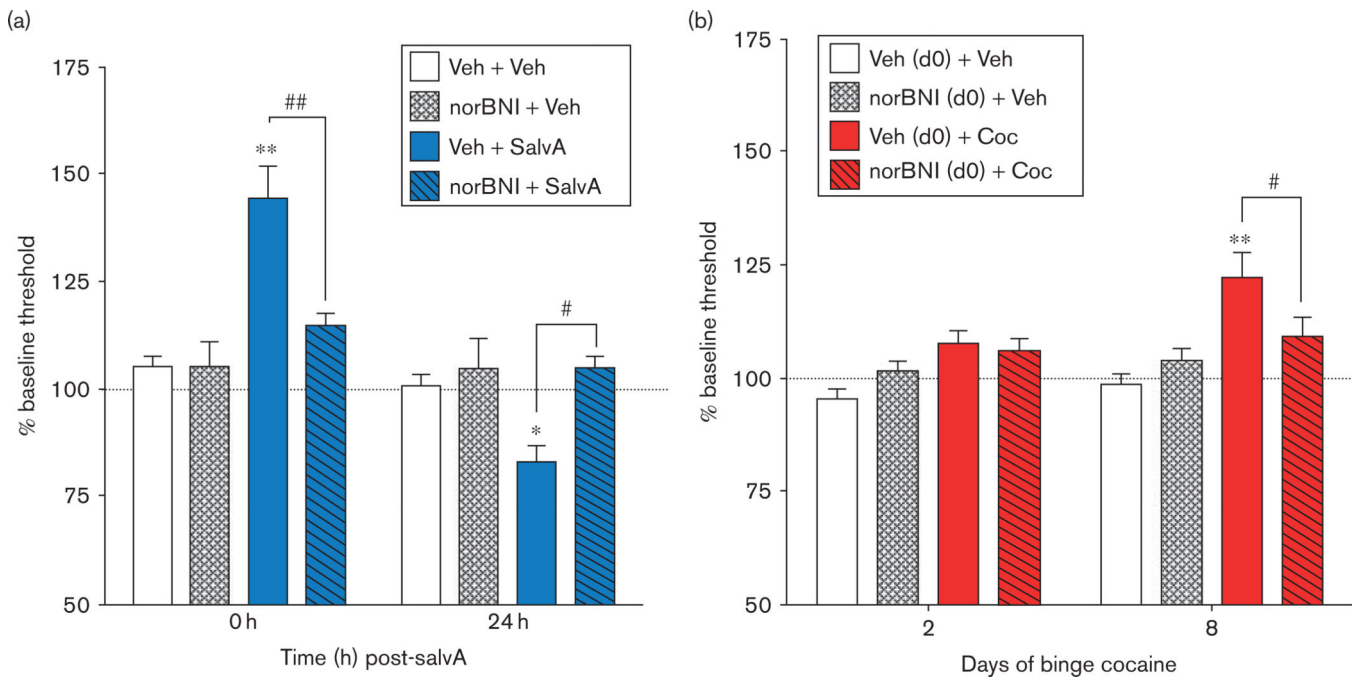 (a)
175
150
125
100
75
50
% baseline threshold
Veh + Veh
norBNI + Veh
Veh + SalvA
norBNI + SalvA
##
**
#
*
0 h
24 h
Time (h) post-salvA
(b)
175
150
125
100
75
50
% baseline threshold
Veh (d0) + Veh
norBNI (d0) + Veh
Veh (d0) + Coc
norBNI (d0) + Coc
#
**
2
8
Days of binge cocaine